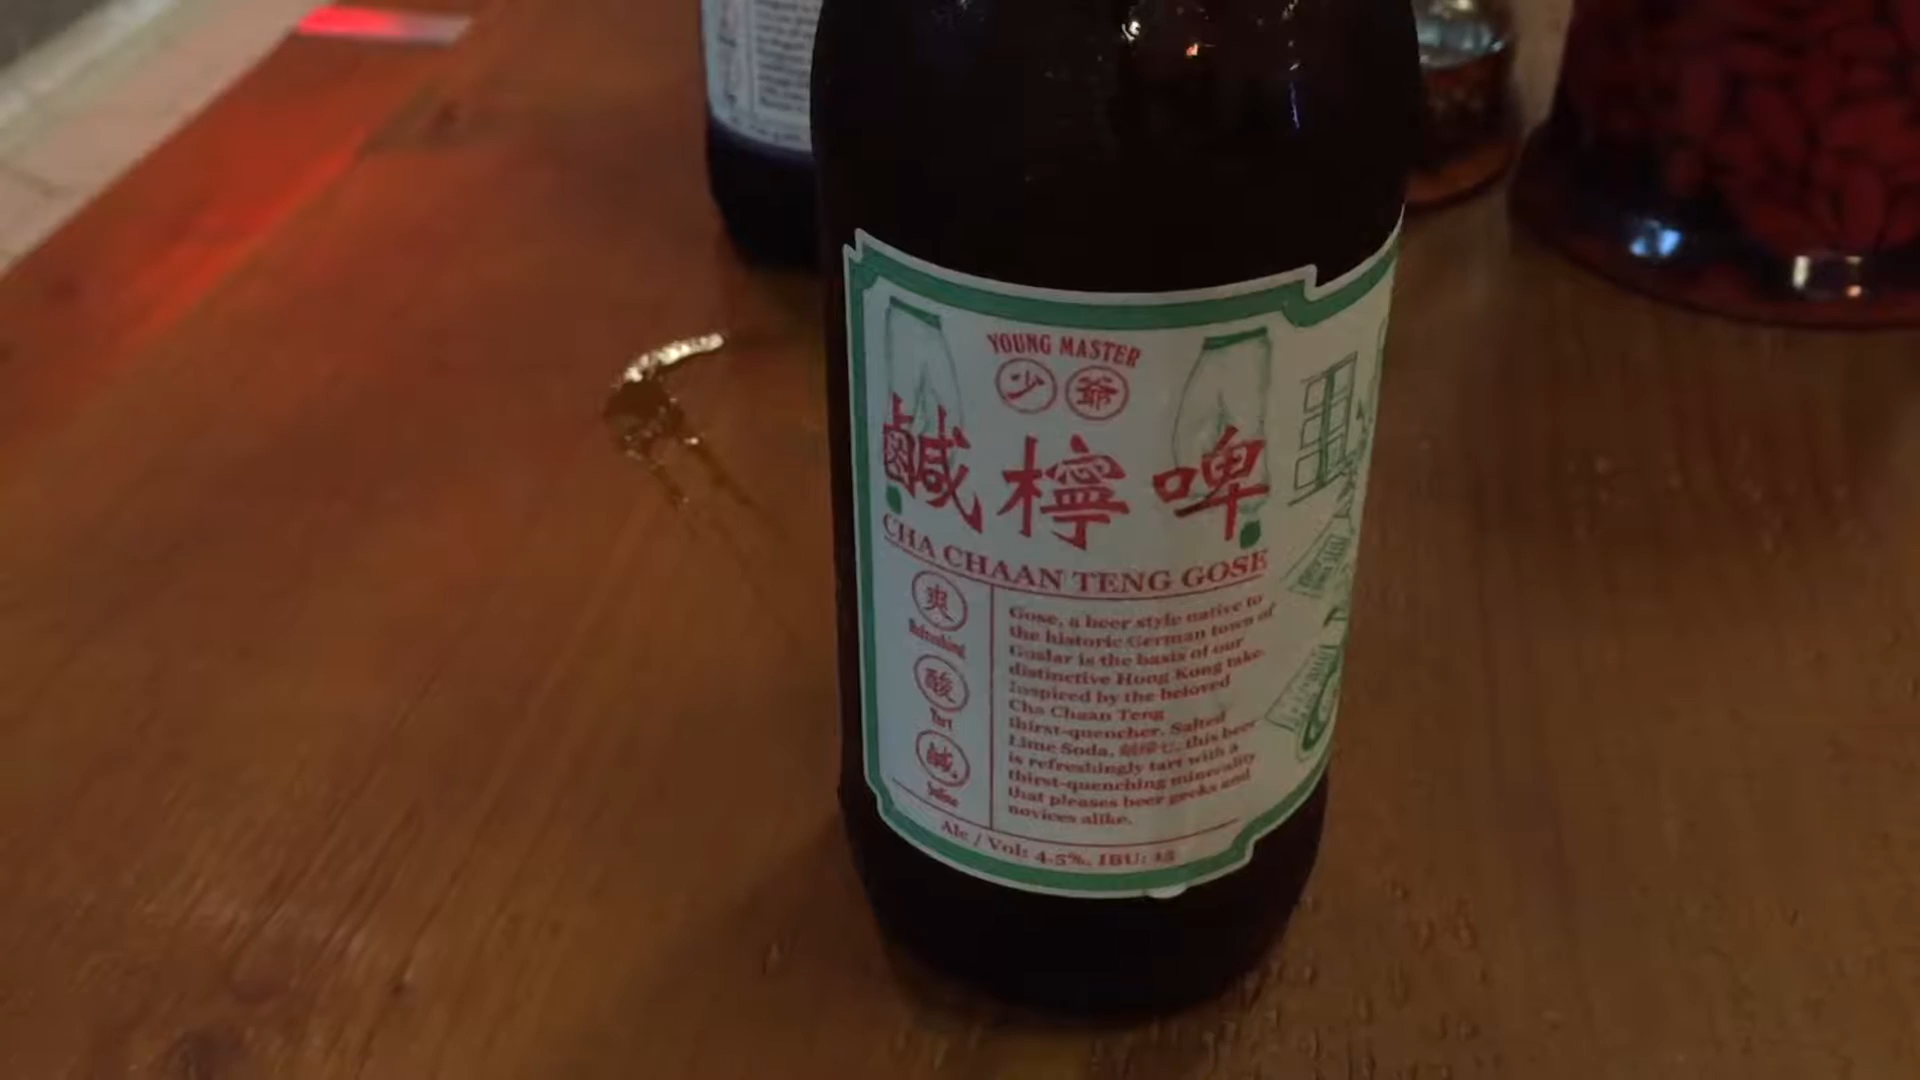 YOUNG MASTER
少爺
鹹檸啤
CHA CHAAN TENG GOSE
爽
Refreshing
酸
Tart
鹹
Saline
Gose, a beer style native to
the historic German town of
Goslar is the basis of our
distinctive Hong Kong take.
Inspired by the beloved
Cha Chaan Teng
thirst-quencher, Salted
Lime Soda, this beer
is refreshingly tart with a
thirst-quenching minerality
that pleases beer geeks and
novices alike.
Alc / Vol: 4.5%, IBU: